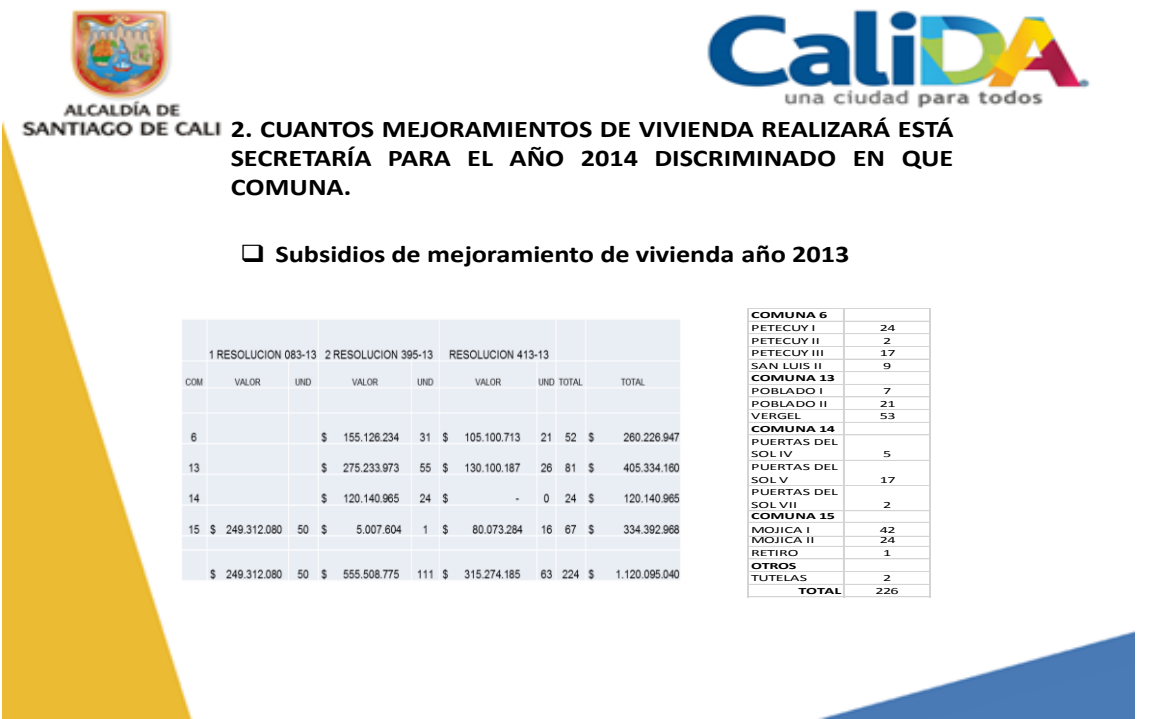 ALCALDÍA DE
SANTIAGO DE CALI
CaliDA
una ciudad para todos
2. CUANTOS MEJORAMIENTOS DE VIVIENDA REALIZARÁ ESTÁ
SECRETARÍA PARA EL AÑO 2014 DISCRIMINADO EN QUE
COMUNA.
❑ Subsidios de mejoramiento de vivienda año 2013
1 RESOLUCION 083-13 2 RESOLUCION 395-13 RESOLUCION 413-13
COM VALOR UND VALOR UND VALOR UND TOTAL TOTAL
6 $ 155.126.234 31 $ 105.100.713 21 52 $ 260.226.947
13 $ 275.233.973 55 $ 130.100.187 26 81 $ 405.334.160
14 $ 120.140.965 24 $ - 0 24 $ 120.140.965
15 $ 249.312.080 50 $ 5.007.604 1 $ 80.073.284 16 67 $ 334.392.968
$ 249.312.080 50 $ 555.508.775 111 $ 315.274.185 63 224 $ 1.120.095.040
COMUNA 6
PETECUY I 24
PETECUY II 2
PETECUY III 17
SAN LUIS II 9
COMUNA 13
POBLADO I 7
POBLADO II 21
VERGEL 53
COMUNA 14
PUERTAS DEL
SOL IV 5
PUERTAS DEL
SOL V 17
PUERTAS DEL
SOL VII 2
COMUNA 15
MOJICA I 42
MOJICA II 24
RETIRO 1
OTROS
TUTELAS 2
TOTAL 226